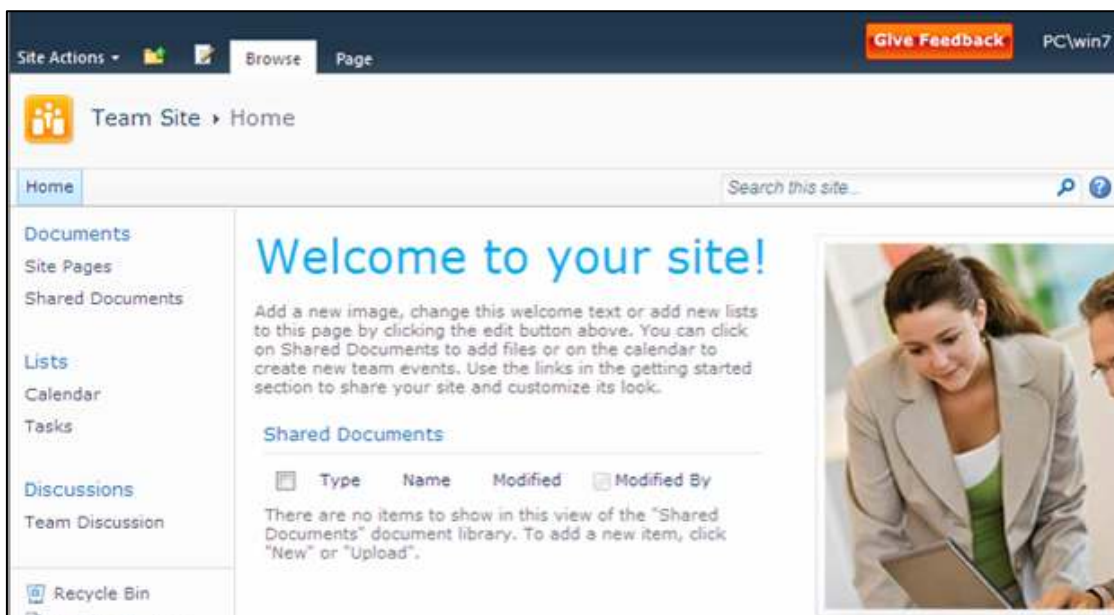 Site Actions
Browse
Page
Give Feedback
PC\win7
Team Site ▸ Home
Home
Search this site...
Documents
Site Pages
Shared Documents
Lists
Calendar
Tasks
Discussions
Team Discussion
Recycle Bin
Welcome to your site!
Add a new image, change this welcome text or add new lists
to this page by clicking the edit button above. You can click
on Shared Documents to add files or on the calendar to
create new team events. Use the links in the getting started
section to share your site and customize its look.
Shared Documents
Type Name Modified Modified By
There are no items to show in this view of the "Shared
Documents" document library. To add a new item, click
"New" or "Upload".